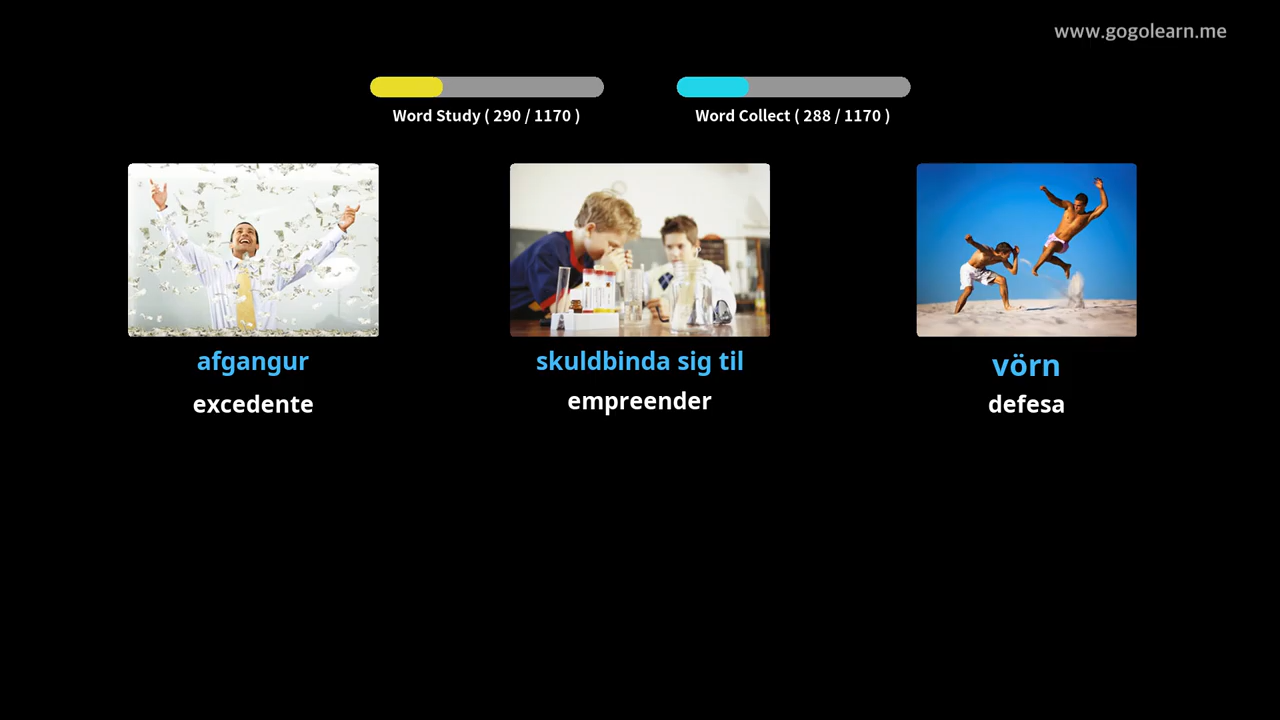 www.gogolearn.me
Word Study ( 290 / 1170 )
Word Collect ( 288 / 1170 )
afgangur
skuldbinda sig til
vörn
excedente
empreender
defesa